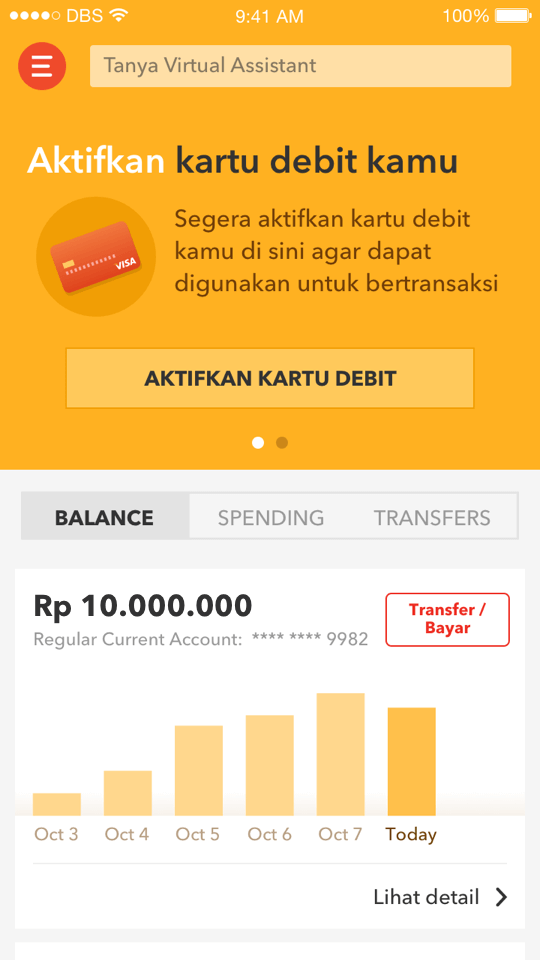 DBS 9:41 AM 100%
Tanya Virtual Assistant
Aktifkan kartu debit kamu
VISA
Segera aktifkan kartu debit
kamu di sini agar dapat
digunakan untuk bertransaksi
AKTIFKAN KARTU DEBIT
BALANCE SPENDING TRANSFERS
Rp 10.000.000
Transfer /
Bayar
Regular Current Account: **** **** 9982
Oct 3 Oct 4 Oct 5 Oct 6 Oct 7 Today
Lihat detail